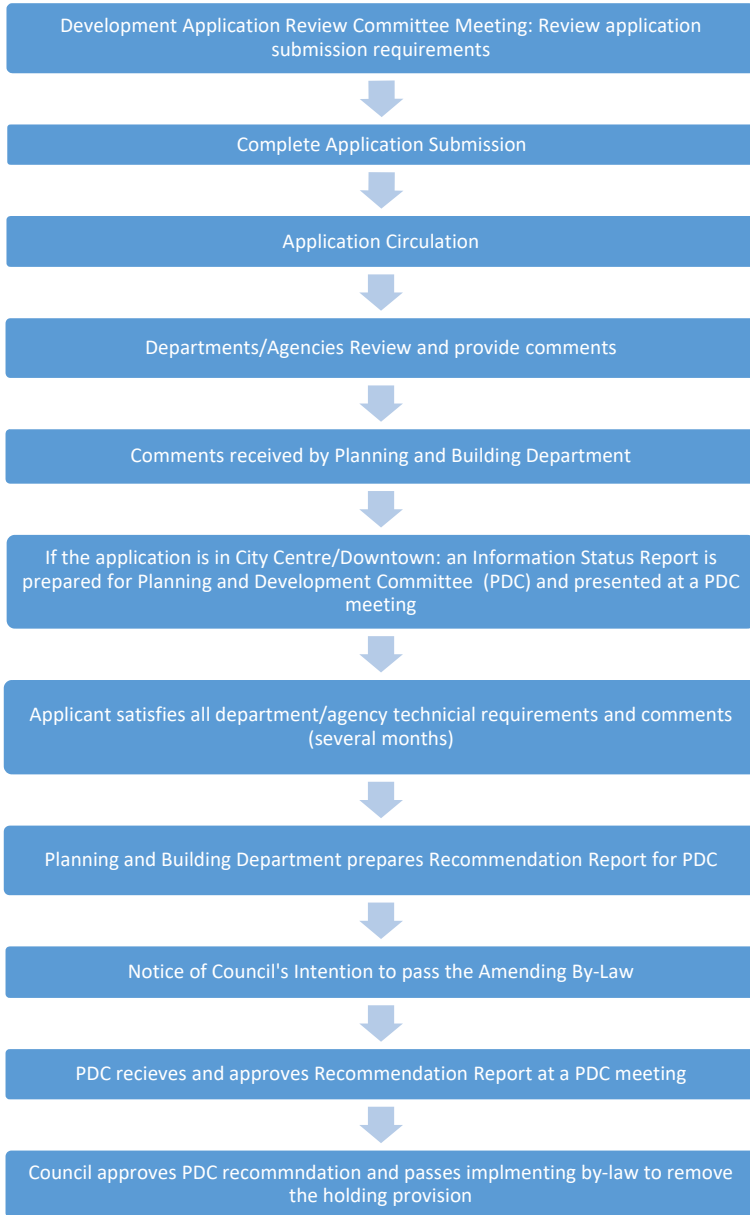 Development Application Review Committee Meeting: Review application
submission requirements
Complete Application Submission
Application Circulation
Departments/Agencies Review and provide comments
Comments received by Planning and Building Department
If the application is in City Centre/Downtown: an Information Status Report is
prepared for Planning and Development Committee (PDC) and presented at a PDC
meeting
Applicant satisfies all department/agency technicial requirements and comments
(several months)
Planning and Building Department prepares Recommendation Report for PDC
Notice of Council's Intention to pass the Amending By-Law
PDC recieves and approves Recommendation Report at a PDC meeting
Council approves PDC recommndation and passes implmenting by-law to remove
the holding provision